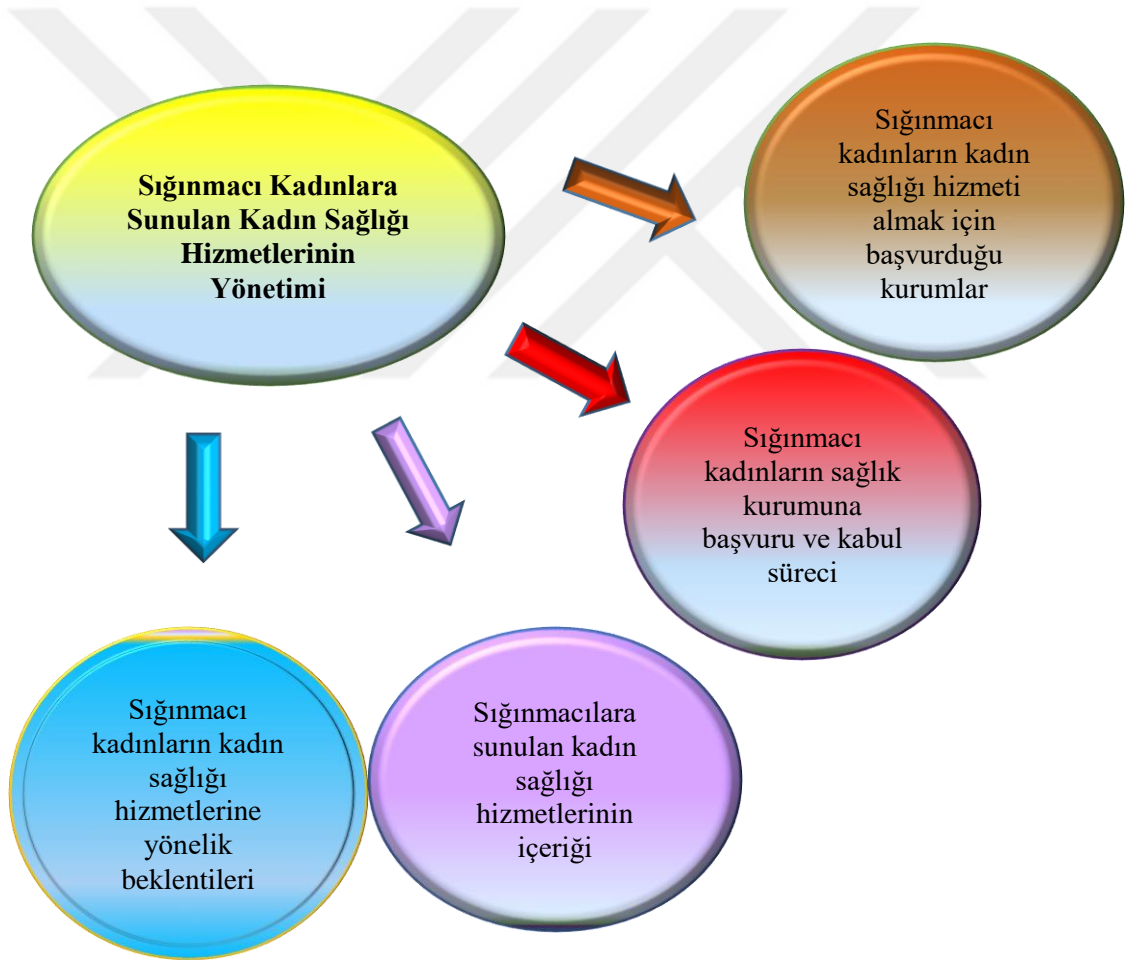 Sığınmacı Kadınlara
Sunulan Kadın Sağlığı
Hizmetlerinin
Yönetimi
Sığınmacı
kadınların kadın
sağlığı hizmeti
almak için
başvurduğu
kurumlar
Sığınmacı
kadınların sağlık
kurumuna
başvuru ve kabul
süreci
Sığınmacı
kadınların kadın
sağlığı
hizmetlerine
yönelik
beklentileri
Sığınmacılara
sunulan kadın
sağlığı
hizmetlerinin
içeriği